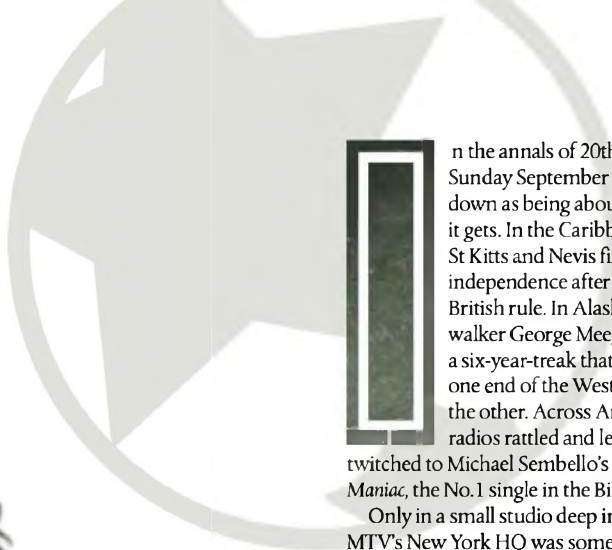 In the annals of 20th
Sunday September
down as being abou
it gets. In the Caribb
St Kitts and Nevis fi
independence after
British rule. In Alask
walker George Mee
a six-year-treak that
one end of the West
the other. Across Am
radios rattled and le
twitched to Michael Sembello's
Maniac, the No.1 single in the Bi
Only in a small studio deep in
MTV's New York HQ was some